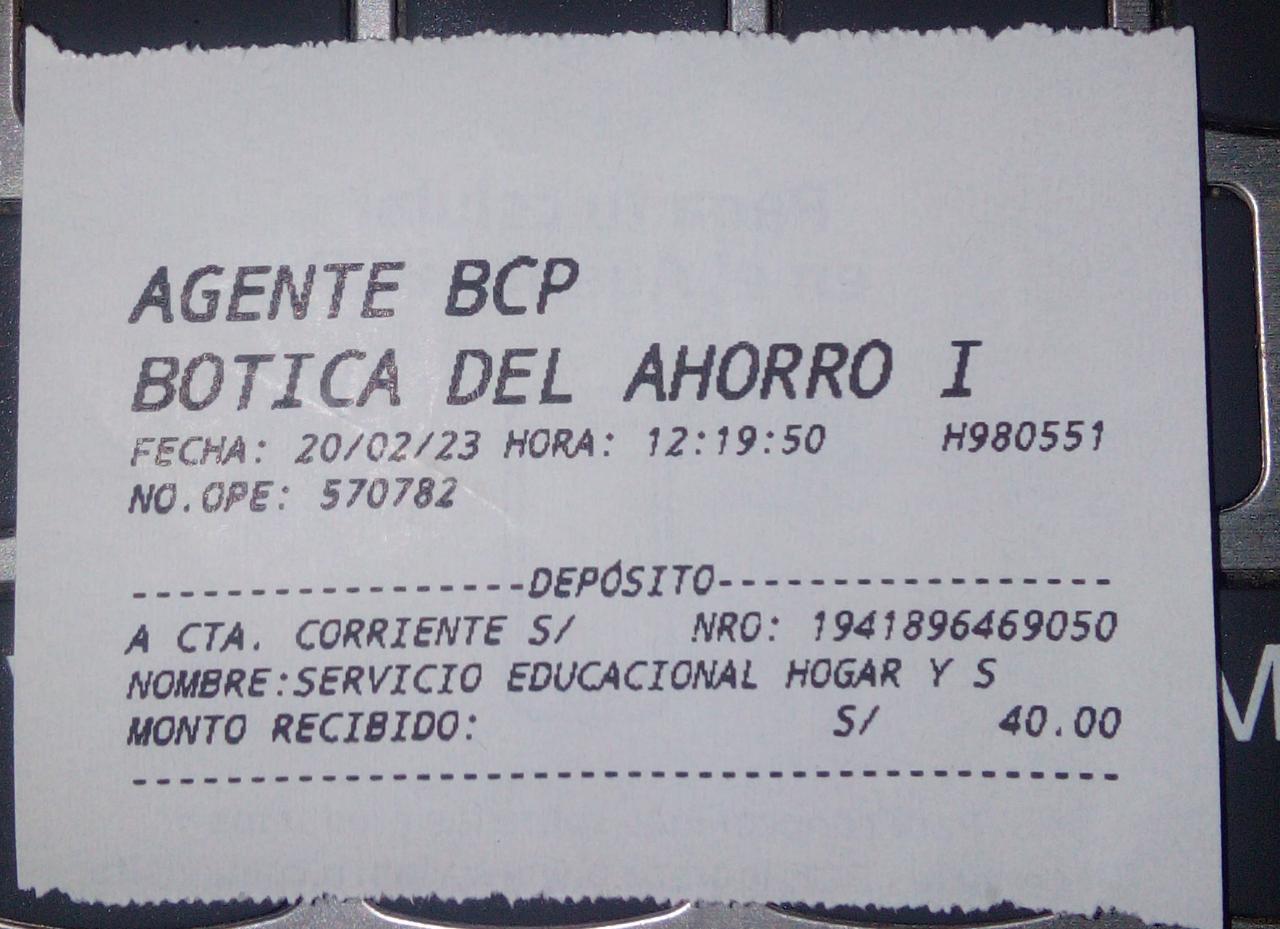 AGENTE BCP
BOTICA DEL AHORRO I
FECHA: 20/02/23 HORA: 12:19:50 H980551
NO.OPE: 570782
-----------------DEPÓSITO-----------------
A CTA. CORRIENTE S/ NRO: 1941896469050
NOMBRE:SERVICIO EDUCACIONAL HOGAR Y S
MONTO RECIBIDO: S/ 40.00
------------------------------------------
M